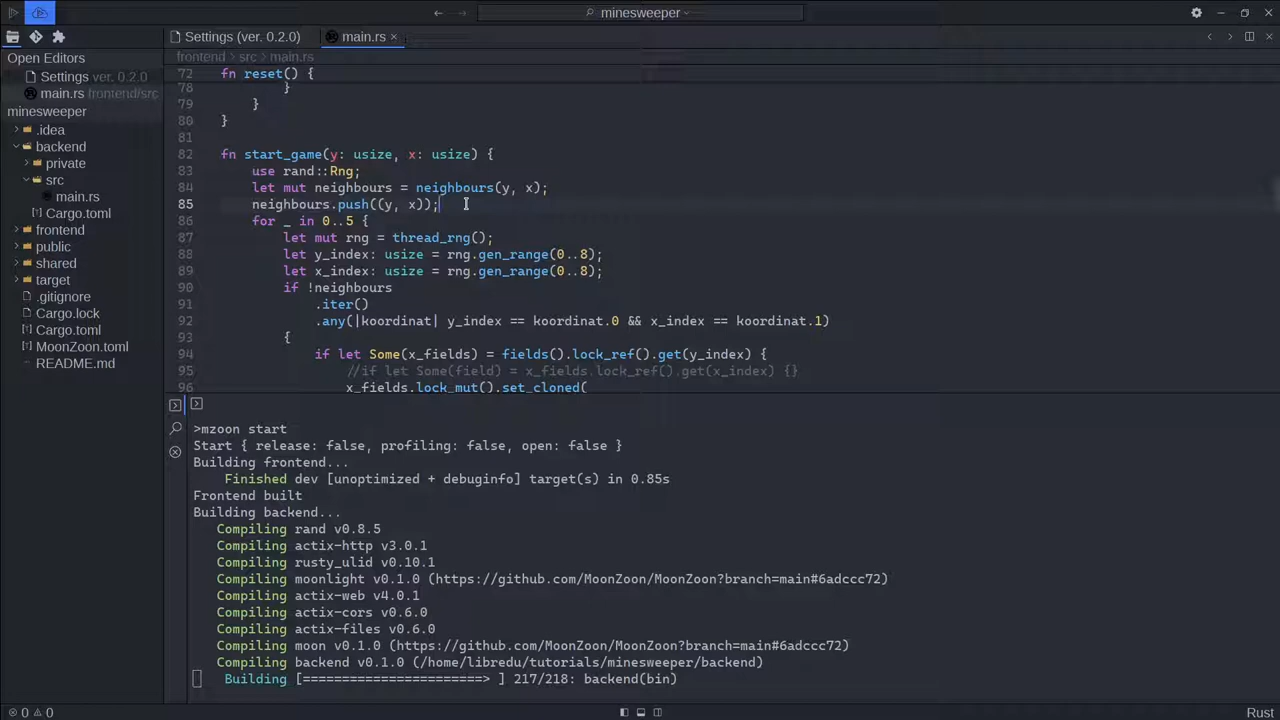 minesweeper
Settings (ver. 0.2.0)
main.rs ×
Open Editors
Settings ver. 0.2.0
main.rs frontend/src
minesweeper
.idea
backend
private
src
main.rs
Cargo.toml
frontend
public
shared
target
.gitignore
Cargo.lock
Cargo.toml
MoonZoon.toml
README.md
frontend > src > main.rs
72 fn reset() {
78 }
79 }
80 }
81
82 fn start_game(y: usize, x: usize) {
83 use rand::Rng;
84 let mut neighbours = neighbours(y, x);
85 neighbours.push((y, x));
86 for _ in 0..5 {
87 let mut rng = thread_rng();
88 let y_index: usize = rng.gen_range(0..8);
89 let x_index: usize = rng.gen_range(0..8);
90 if !neighbours
91 .iter()
92 .any(|koordinat| y_index == koordinat.0 && x_index == koordinat.1)
93 {
94 if let Some(x_fields) = fields().lock_ref().get(y_index) {
95 //if let Some(field) = x_fields.lock_ref().get(x_index) {}
96 x_fields.lock_mut().set_cloned(
>mzoon start
Start { release: false, profiling: false, open: false }
Building frontend...
Finished dev [unoptimized + debuginfo] target(s) in 0.85s
Frontend built
Building backend...
Compiling rand v0.8.5
Compiling actix-http v3.0.1
Compiling rusty_ulid v0.10.1
Compiling moonlight v0.1.0 (https://github.com/MoonZoon/MoonZoon?branch=main#6adccc72)
Compiling actix-web v4.0.1
Compiling actix-cors v0.6.0
Compiling actix-files v0.6.0
Compiling moon v0.1.0 (https://github.com/MoonZoon/MoonZoon?branch=main#6adccc72)
Compiling backend v0.1.0 (/home/libredu/tutorials/minesweeper/backend)
Building [=======================> ] 217/218: backend(bin)
0 0
Rust